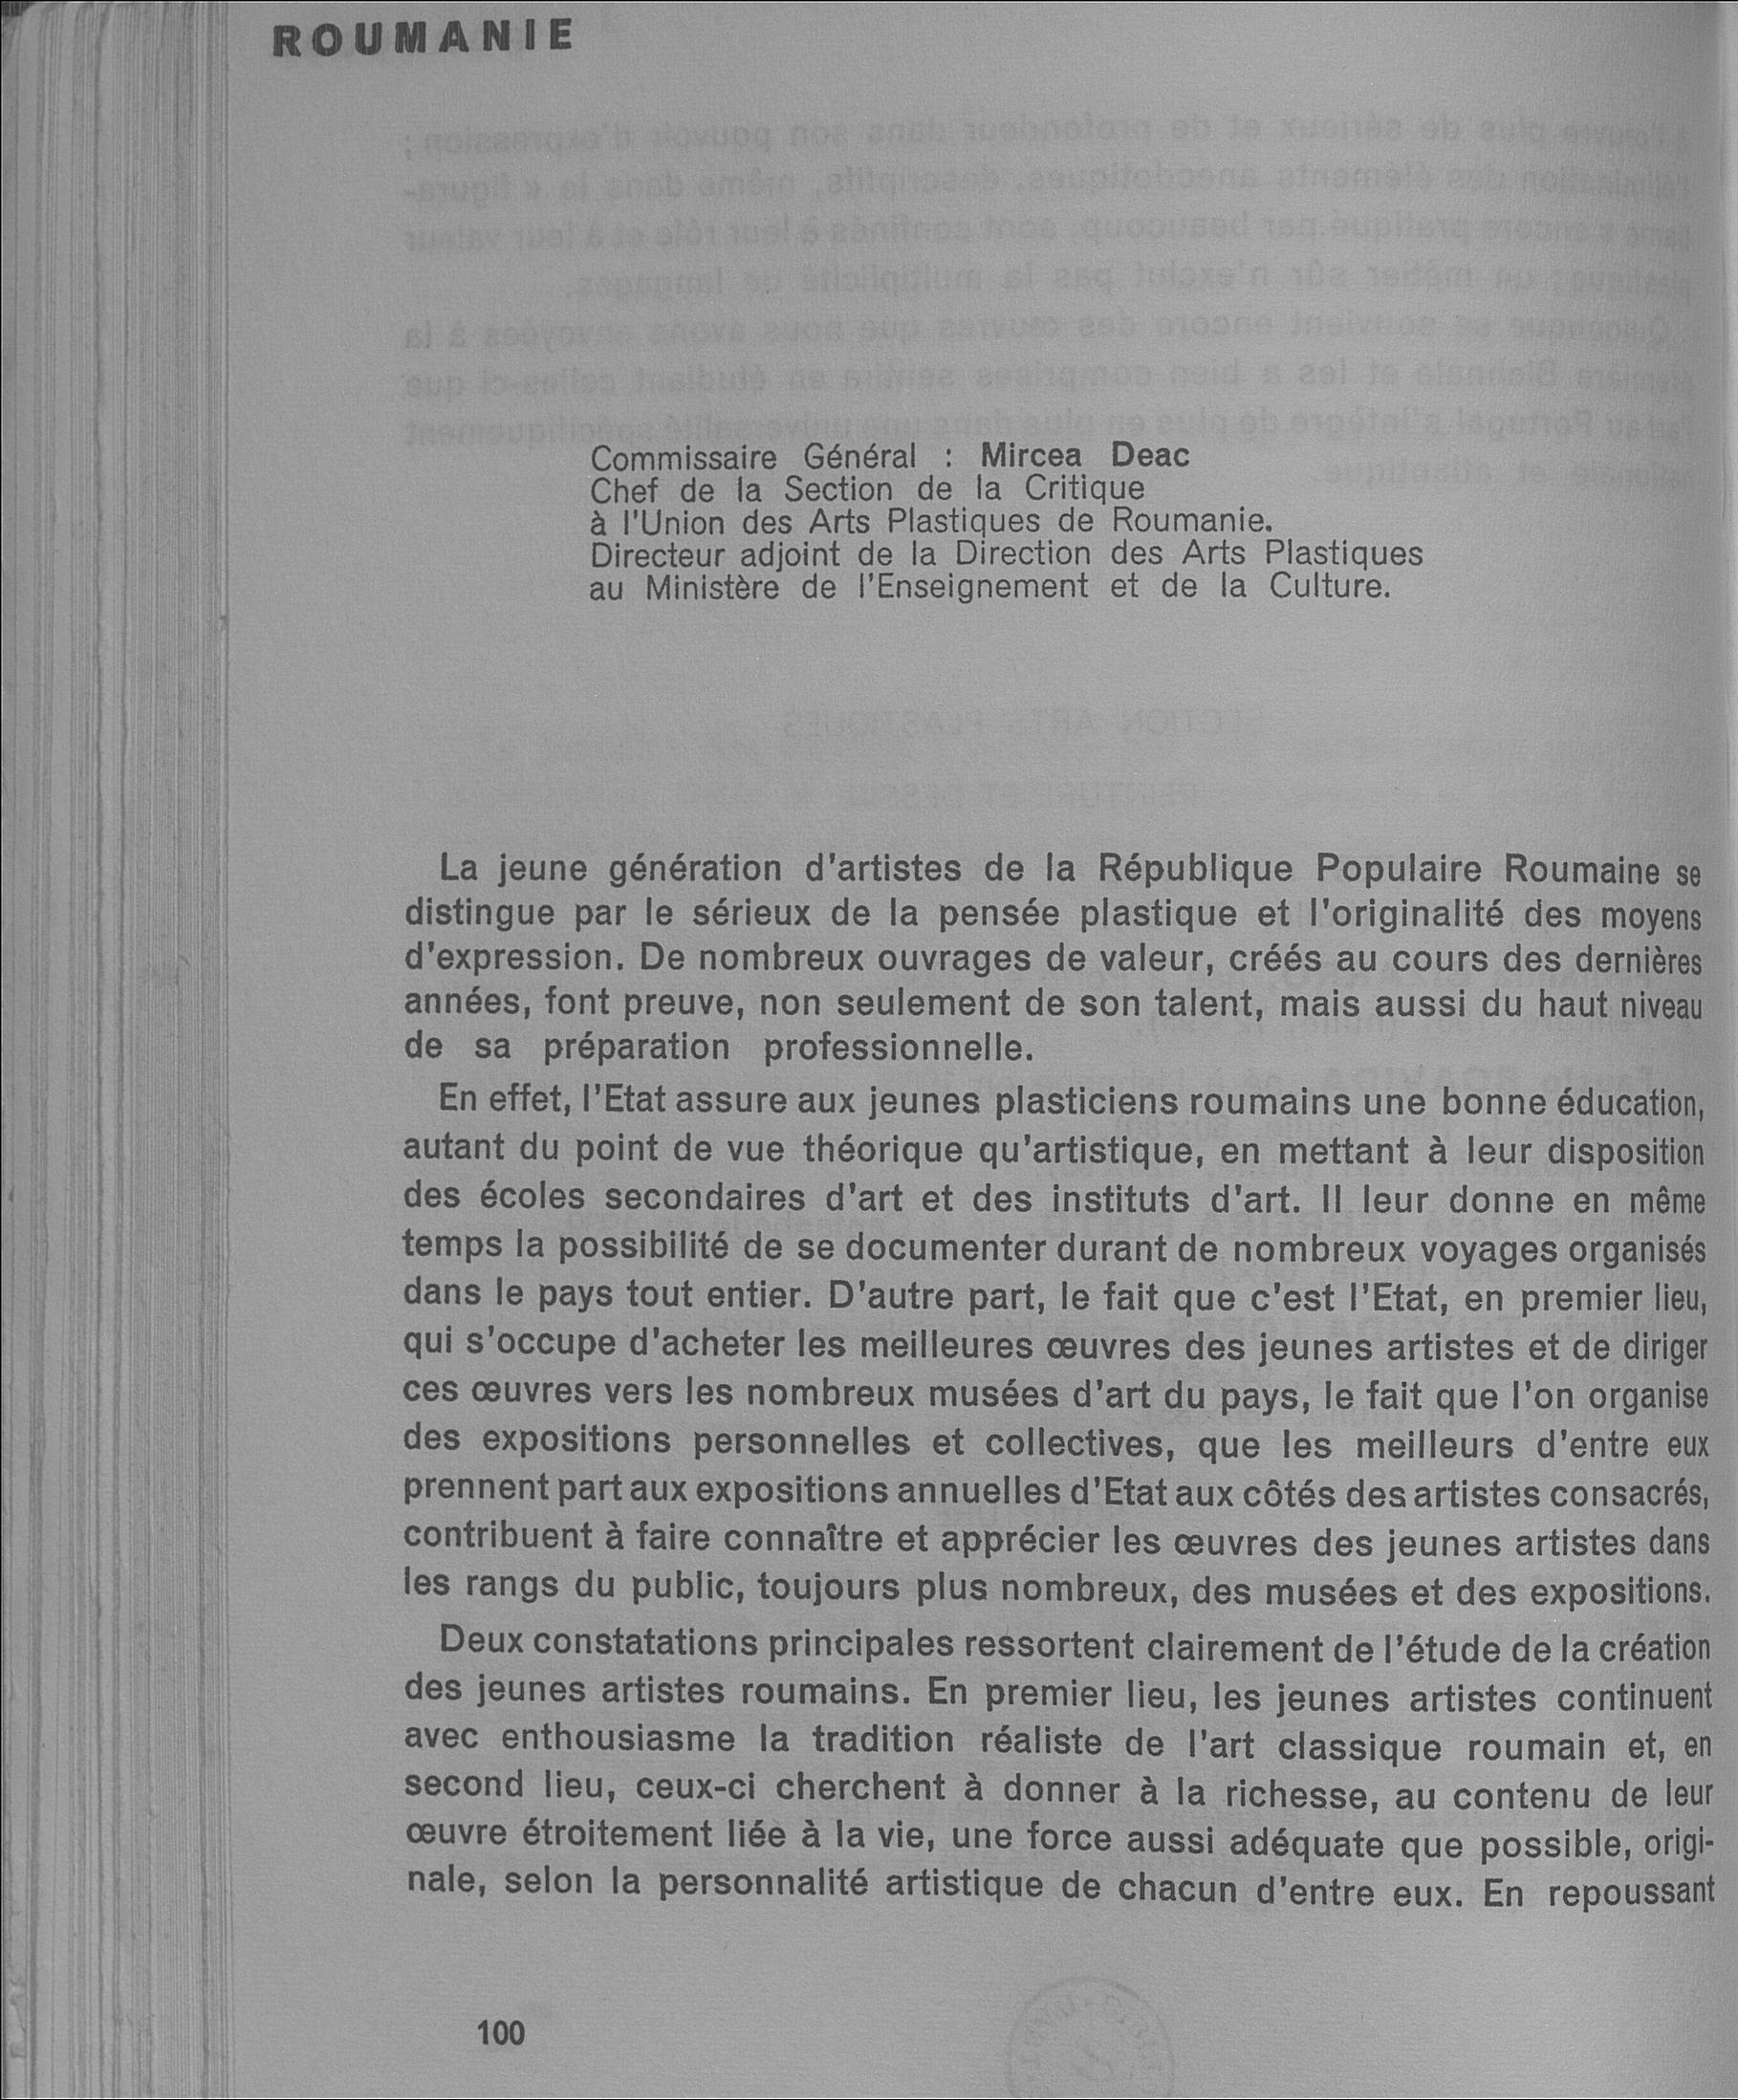 ROUMANIE
Commissaire Général : Mircea Deac
Chef de la Section de la Critique
à l'Union des Arts Plastiques de Roumanie.
Directeur adjoint de la Direction des Arts Plastiques
au Ministère de l'Enseignement et de la Culture.
La jeune génération d'artistes de la République Populaire Roumaine se
distingue par le sérieux de la pensée plastique et l'originalité des moyens
d'expression. De nombreux ouvrages de valeur, créés au cours des dernières
années, font preuve, non seulement de son talent, mais aussi du haut niveau
de sa préparation professionnelle.
En effet, l'Etat assure aux jeunes plasticiens roumains une bonne éducation,
autant du point de vue théorique qu'artistique, en mettant à leur disposition
des écoles secondaires d'art et des instituts d'art. Il leur donne en même
temps la possibilité de se documenter durant de nombreux voyages organisés
dans le pays tout entier. D'autre part, le fait que c'est l'Etat, en premier lieu,
qui s'occupe d'acheter les meilleures œuvres des jeunes artistes et de diriger
ces œuvres vers les nombreux musées d'art du pays, le fait que l'on organise
des expositions personnelles et collectives, que les meilleurs d'entre eux
prennent part aux expositions annuelles d'Etat aux côtés des artistes consacrés,
contribuent à faire connaître et apprécier les œuvres des jeunes artistes dans
les rangs du public, toujours plus nombreux, des musées et des expositions.
Deux constatations principales ressortent clairement de l'étude de la création
des jeunes artistes roumains. En premier lieu, les jeunes artistes continuent
avec enthousiasme la tradition réaliste de l'art classique roumain et, en
second lieu, ceux-ci cherchent à donner à la richesse, au contenu de leur
œuvre étroitement liée à la vie, une force aussi adéquate que possible, origi-
nale, selon la personnalité artistique de chacun d'entre eux. En repoussant
100